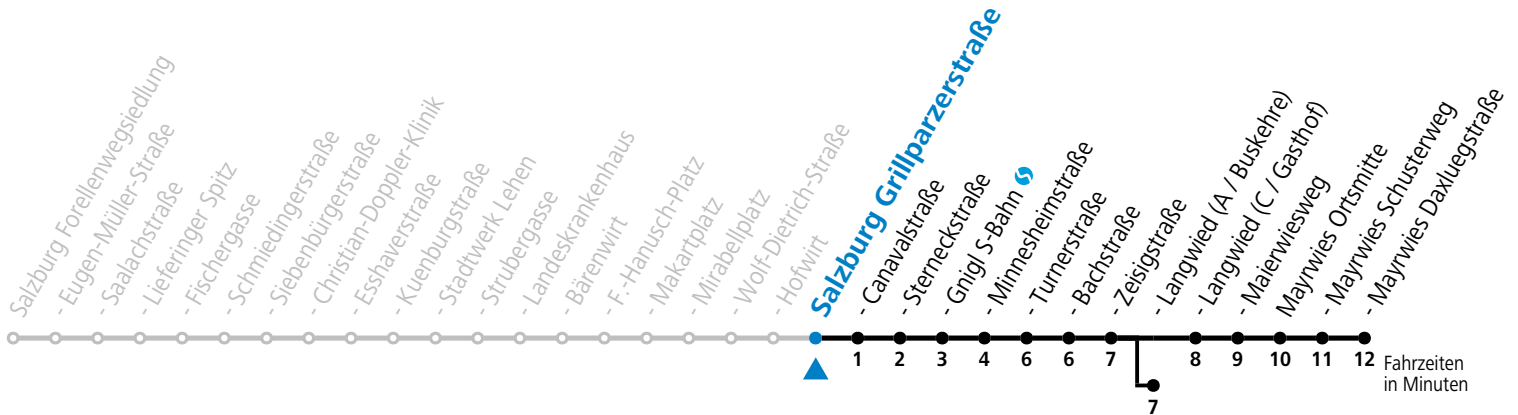 Salzburg Forellenwegsiedlung
- Eugen-Müller-Straße
- Saalachstraße
- Lieferinger Spitz
- Fischergasse
- Schmiedingerstraße
- Siebenbürgerstraße
- Christian-Doppler-Klinik
- Esshaverstraße
- Kuenburgstraße
- Stadtwerk Lehen
- Strubergasse
- Landeskrankenhaus
- Bärenwirt
- F.-Hanusch-Platz
- Makartplatz
- Mirabellplatz
- Wolf-Dietrich-Straße
- Hofwirt
Salzburg Grillparzerstraße
- Canavalstraße
- Sterneckstraße
- Gnigl S-Bahn
- Minnesheimstraße
- Turnerstraße
- Bachstraße
- Zeisigstraße
- Langwied (A / Buskehre)
- Langwied (C / Gasthof)
- Maierwiesweg
Mayrwies Ortsmitte
- Mayrwies Schusterweg
- Mayrwies Daxluegstraße
1 2 3 4 6 6 7 8 9 10 11 12 Fahrzeiten
in Minuten
7